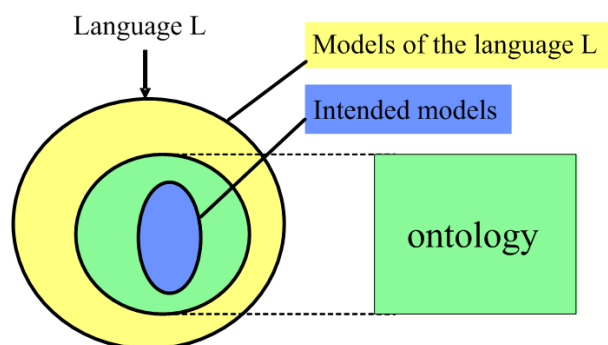 Language L
Models of the language L
Intended models
ontology